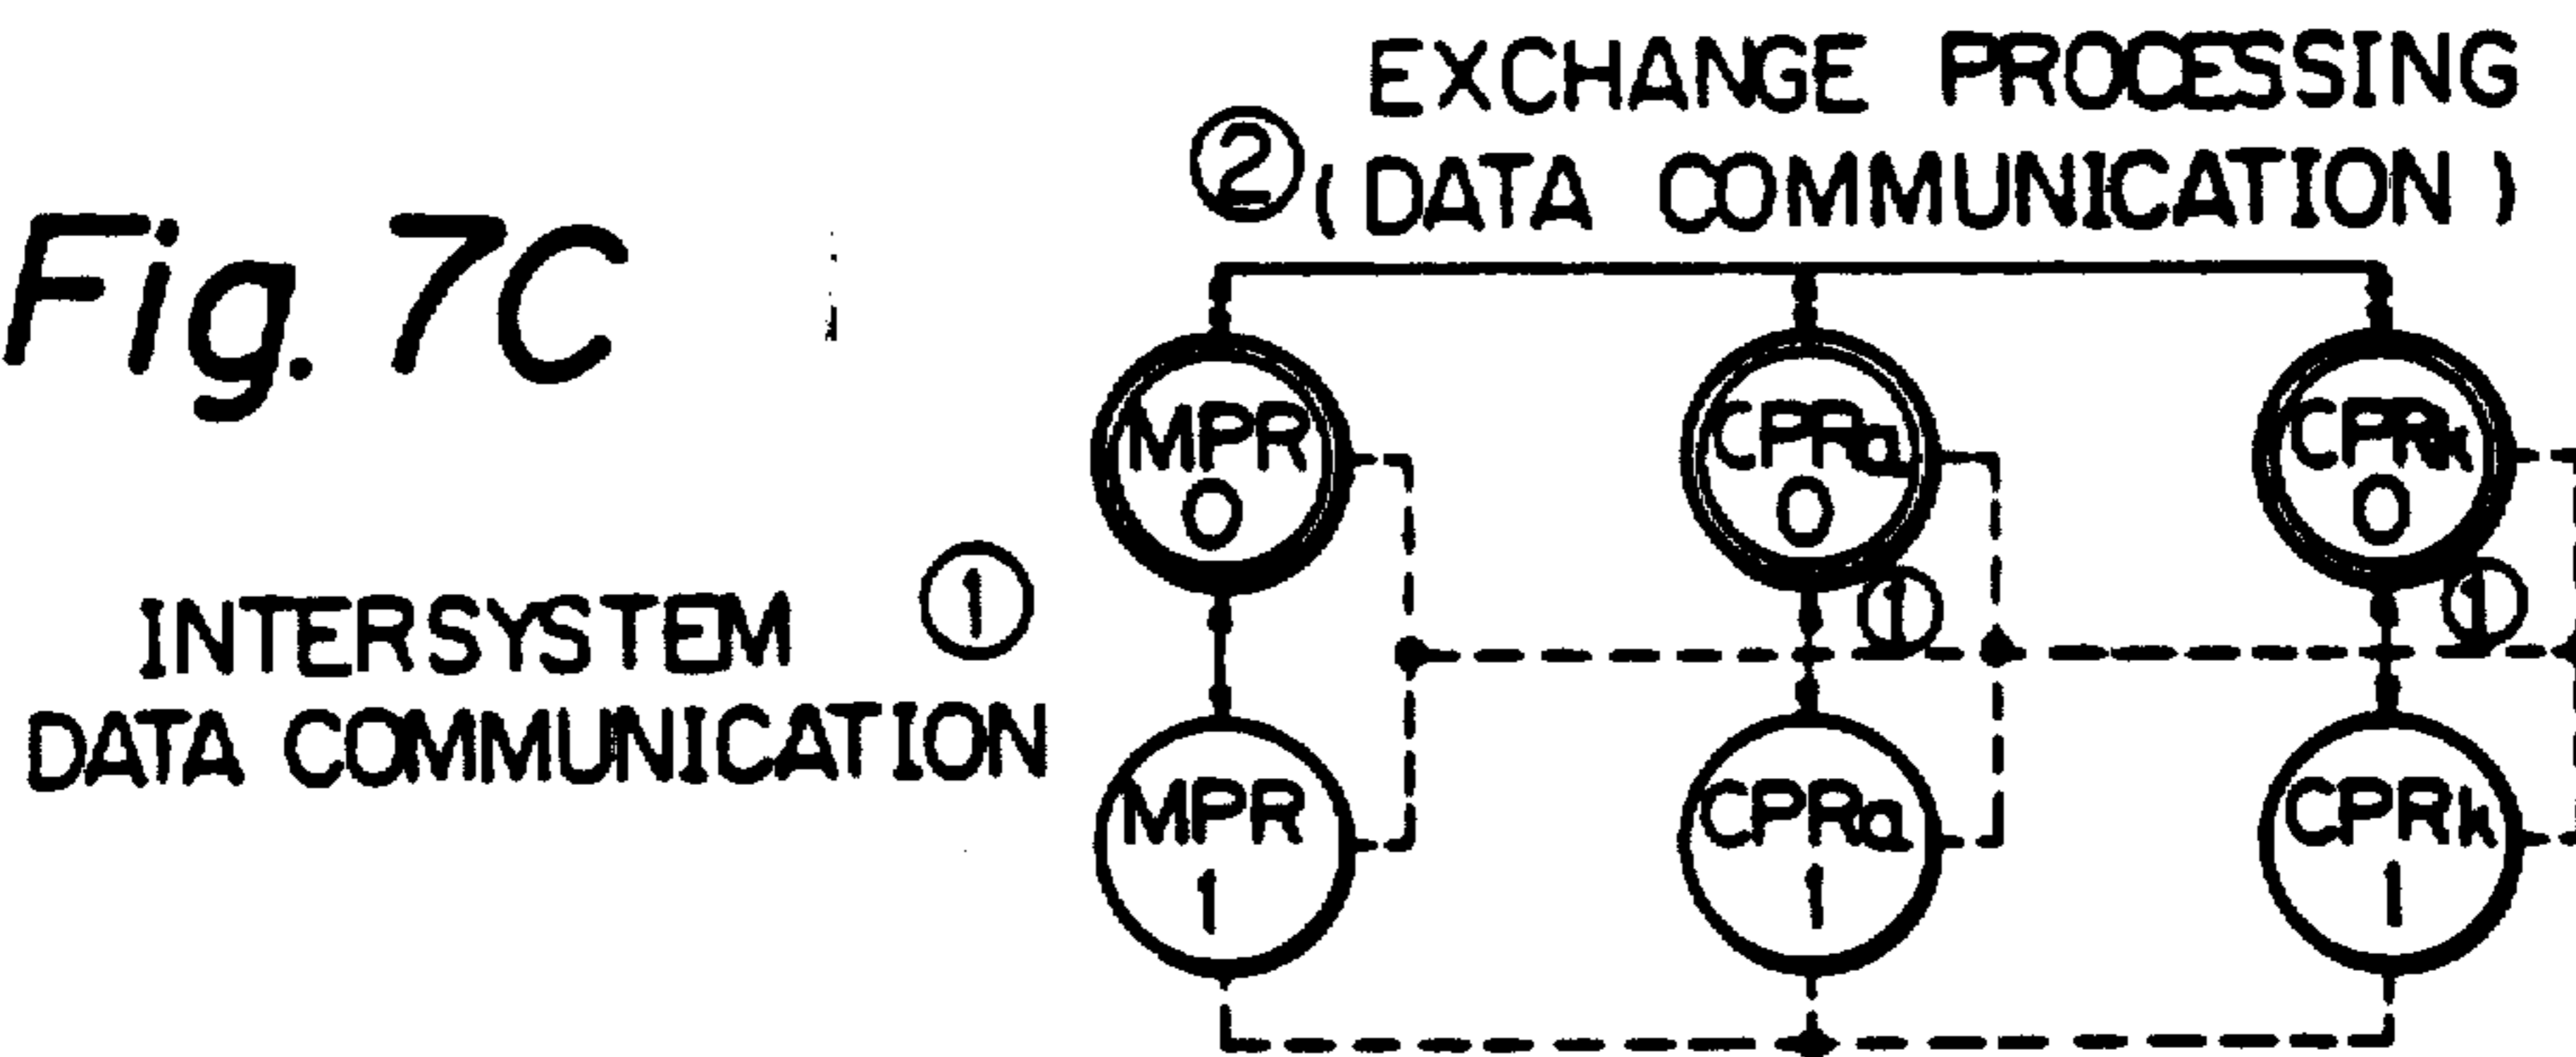 EXCHANGE PROCESSING
② (DATA COMMUNICATION)
Fig. 7C
MPR CPRa CPRk
0 0 0
INTERSYSTEM ① ① ①
DATA COMMUNICATION
MPR CPRa CPRk
1 1 1